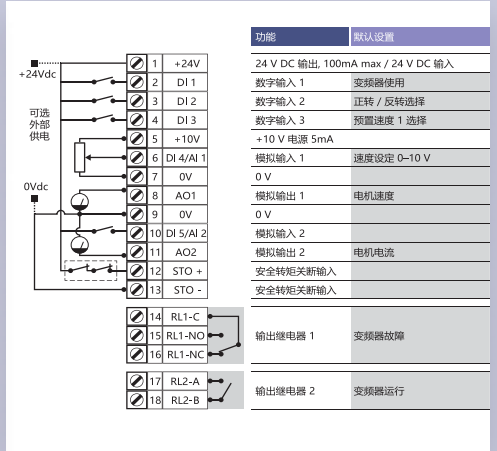 功能 默认设置
+24Vdc
可选
外部
供电
0Vdc
1 +24V 24 V DC 输出, 100mA max / 24 V DC 输入
2 DI 1 数字输入 1 变频器使用
3 DI 2 数字输入 2 正转 / 反转选择
4 DI 3 数字输入 3 预置速度 1 选择
5 +10V +10 V 电源 5mA
6 DI 4/AI 1 模拟输入 1 速度设定 0–10 V
7 0V 0 V
8 AO1 模拟输出 1 电机速度
9 0V 0 V
10 DI 5/AI 2 模拟输入 2
11 AO2 模拟输出 2 电机电流
12 STO + 安全转矩关断输入
13 STO - 安全转矩关断输入
14 RL1-C
15 RL1-NO 输出继电器 1 变频器故障
16 RL1-NC
17 RL2-A
输出继电器 2 变频器运行
18 RL2-B